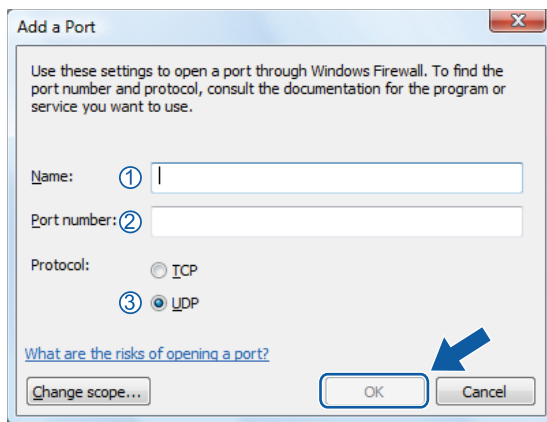 Add a Port
Use these settings to open a port through Windows Firewall. To find the
port number and protocol, consult the documentation for the program or
service you want to use.
Name: ①
Port number: ②
Protocol: TCP
③ UDP
What are the risks of opening a port?
Change scope... OK Cancel